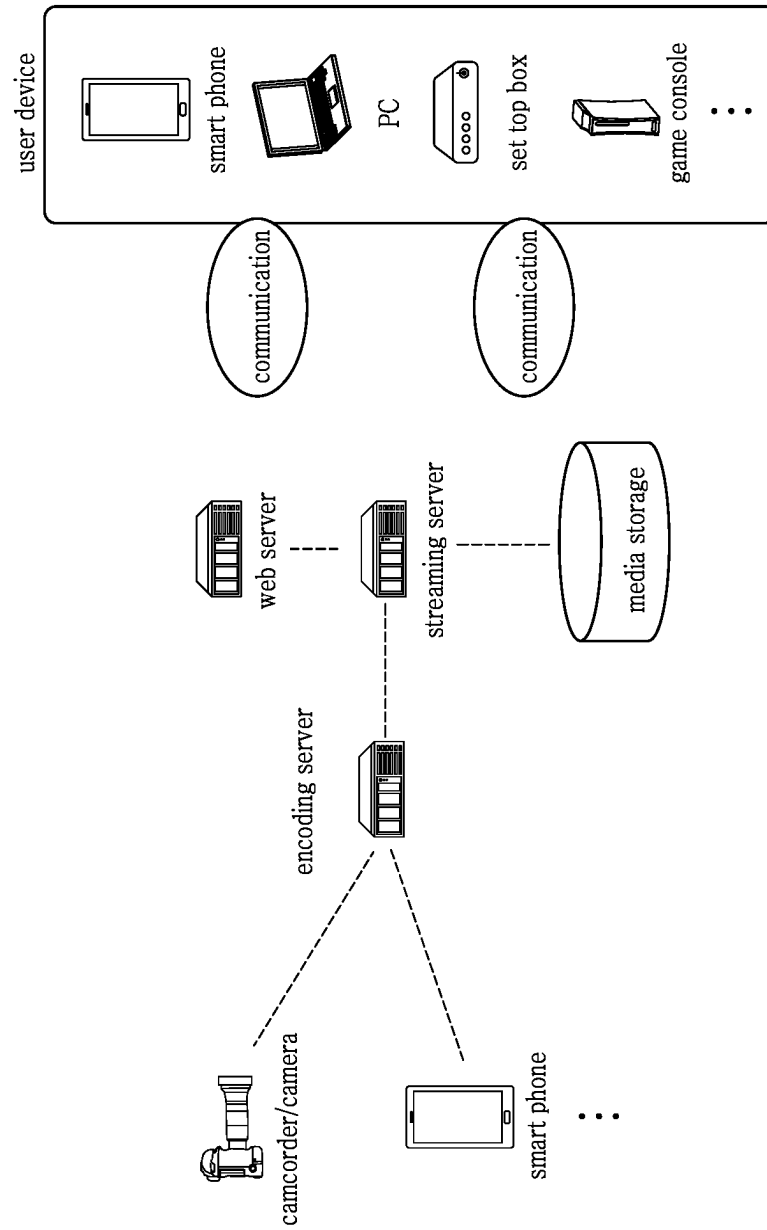 user device
smart phone
PC
set top box
game console
communication
communication
web server
streaming server
media storage
encoding server
camcorder/camera
smart phone